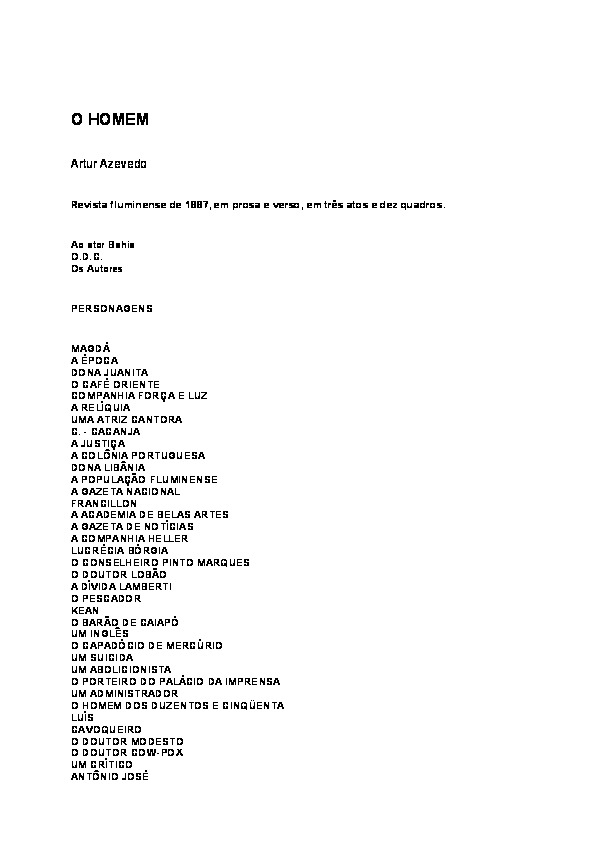 O HOMEM
Artur Azevedo
Revista fluminense de 1887, em prosa e verso, em três atos e dez quadros.
Ao ator Bahia
O.D.C.
Os Autores
PERSONAGENS
MAGDÁ
A ÉPOCA
DONA JUANITA
O CAFÉ ORIENTE
COMPANHIA FORÇA E LUZ
A RELÍQUIA
UMA ATRIZ CANTORA
C. - CACANJA
A JUSTIÇA
A COLÔNIA PORTUGUESA
DONA LIBÂNIA
A POPULAÇÃO FLUMINENSE
A GAZETA NACIONAL
FRANCILLON
A ACADEMIA DE BELAS ARTES
A GAZETA DE NOTÍCIAS
A COMPANHIA HELLER
LUCRÉCIA BÓRGIA
O CONSELHEIRO PINTO MARQUES
O DOUTOR LOBÃO
A DÍVIDA LAMBERTI
O PESCADOR
KEAN
O BARÃO DE CAIAPÓ
UM INGLÊS
O CAPADÓCIO DE MERCÚRIO
UM SUICIDA
UM ABOLICIONISTA
O PORTEIRO DO PALÁCIO DA IMPRENSA
UM ADMINISTRADOR
O HOMEM DOS DUZENTOS E CINQÜENTA
LUÍS
CAVOQUEIRO
O DOUTOR MODESTO
O DOUTOR COW-POX
UM CRÍTICO
ANTÔNIO JOSÉ